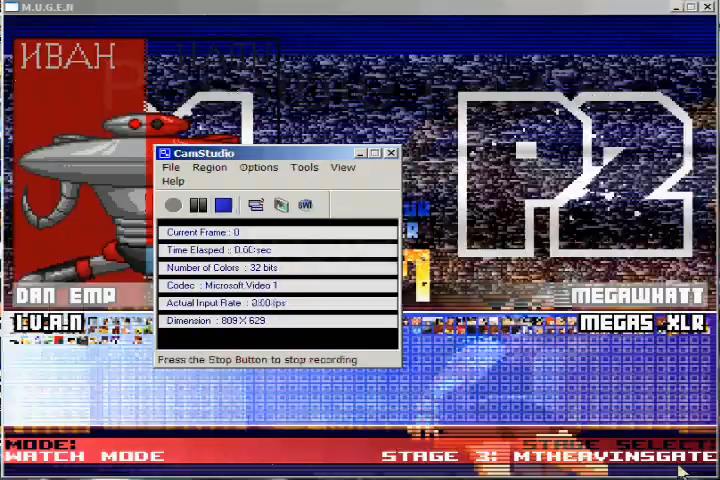 M.U.G.E.N
ИВАН
P2
CamStudio
File Region Options Tools View
Help
Current Frame : 0
Time Elasped : 0.00 sec
Number of Colors : 32 bits
Codec : Microsoft Video 1
Actual Input Rate : 0.00 fps
Dimension : 809 X 629
Press the Stop Button to stop recording
DAN EMP
MEGAWHATT
I.V.A.N
MEGAS XLR
MODE:
STAGE SELECT:
WATCH MODE
STAGE 3: MTHEAVINSGATE